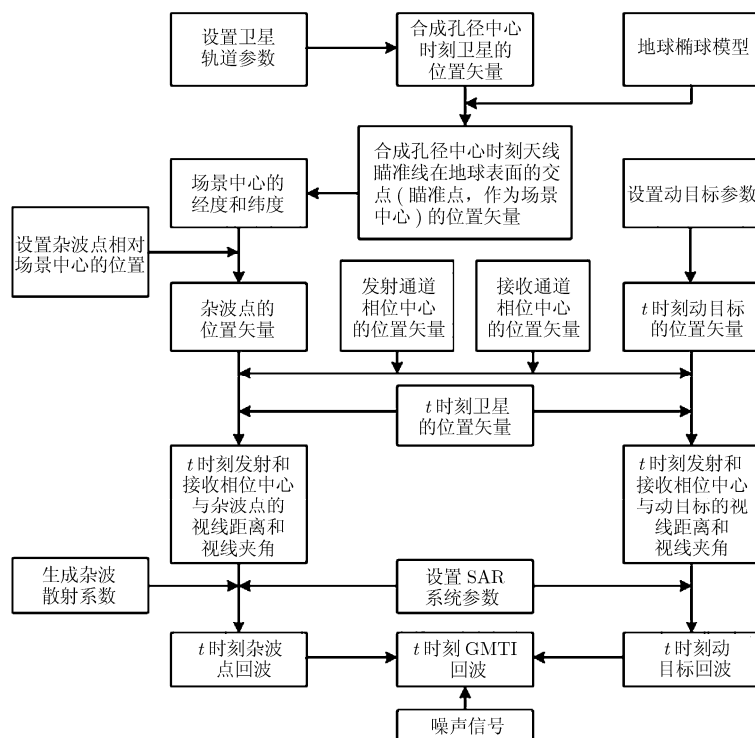 设置卫星
轨道参数
合成孔径中心
时刻卫星的
位置矢量
地球椭球模型
合成孔径中心时刻天线
瞄准线在地球表面的交
点(瞄准点，作为场景
中心)的位置矢量
场景中心的
经度和纬度
设置动目标参数
设置杂波点相对
场景中心的位置
杂波点的
位置矢量
发射通道
相位中心
的位置矢量
接收通道
相位中心
的位置矢量
t时刻动目标
的位置矢量
t时刻卫星
的位置矢量
t时刻发射和
接收相位中心
与杂波点的
视线距离和
视线夹角
t时刻发射和
接收相位中心
与动目标的视
线距离和
视线夹角
生成杂波
散射系数
设置 SAR
系统参数
t时刻杂波
点回波
t时刻 GMTI
回波
t时刻动
目标回波
噪声信号